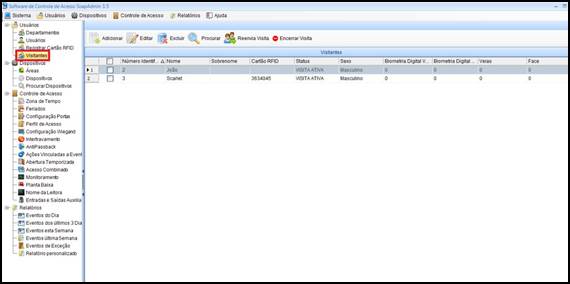 Software de Controle de Acesso SoapAdmin 3.5
Sistema Usuários Dispositivos Controle de Acesso Relatórios Ajuda
Usuários
Departamentos
Usuários
Registrar Cartão RFID
Visitantes
Dispositivos
Áreas
Dispositivos
Procurar Dispositivos
Controle de Acesso
Zona de Tempo
Feriados
Configuração Portas
Perfil de Acesso
Configuração Wiegand
Intertravamento
AntiPassback
Ações Vinculadas a Event
Abertura Temporizada
Acesso Combinado
Monitoramento
Planta Baixa
Nome da Leitora
Entradas e Saídas Auxilia
Relatórios
Eventos do Dia
Eventos dos últimos 3 Dia
Eventos esta Semana
Eventos última Semana
Eventos de Exceção
Relatório personalizado
Adicionar Editar Excluir Procurar Reenvia Visita Encerrar Visita
Visitantes
Número Identif... Nome Sobrenome Cartão RFID Status Sexo Biometria Digital V... Biometria Digital V... Veias Face
1 2 João VISITA ATIVA Masculino 0 0 0 0
2 3 Scarlet 3634845 VISITA ATIVA Masculino 0 0 0 0